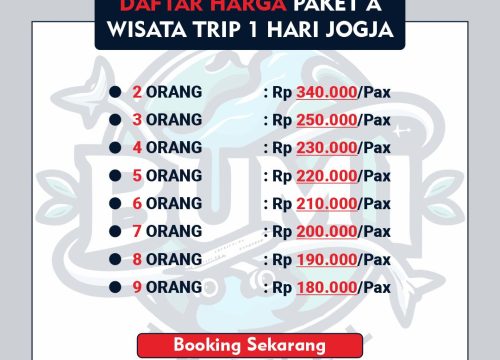 DAFTAR HARGA PAKET A
WISATA TRIP 1 HARI JOGJA
2 ORANG : Rp 340.000/Pax
3 ORANG : Rp 250.000/Pax
4 ORANG : Rp 230.000/Pax
5 ORANG : Rp 220.000/Pax
6 ORANG : Rp 210.000/Pax
7 ORANG : Rp 200.000/Pax
8 ORANG : Rp 190.000/Pax
9 ORANG : Rp 180.000/Pax
BUMI
Booking Sekarang